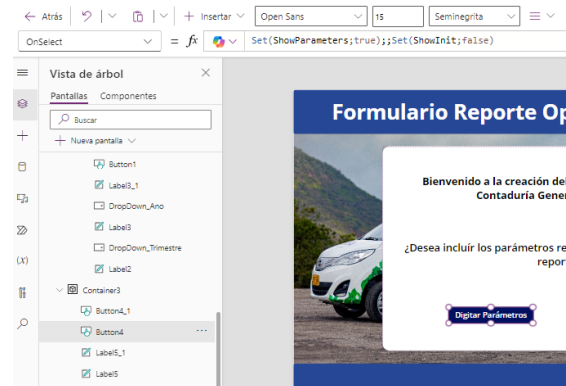 Atrás
Insertar
Open Sans
15
Seminegrita
OnSelect
= fx
Set(ShowParameters;true);;Set(ShowInit;false)
Vista de árbol
Pantallas Componentes
Buscar
Nueva pantalla
Button1
Label3_1
DropDown_Ano
Label3
DropDown_Trimestre
Label2
Container3
Button4_1
Button4
Label5_1
Label5
Formulario Reporte Op
Bienvenido a la creación del
Contaduría Gener
¿Desea incluír los parámetros re
repor
Digitar Parámetros